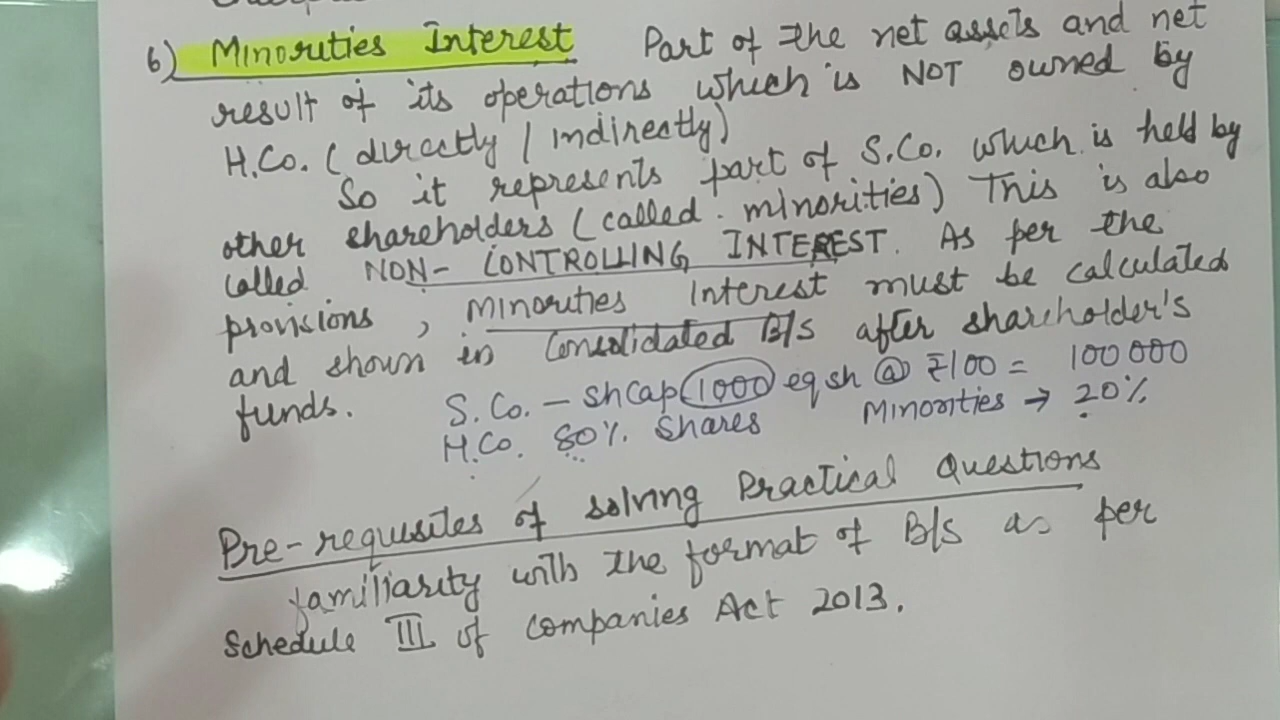 6) Minorities Interest Part of the net assets and net
result of its operations which is NOT owned by
H.Co. (directly / indirectly)
So it represents part of S.Co. which is held by
other shareholders (called minorities) This is also
called NON-CONTROLLING INTEREST. As per the
provisions, Minorities Interest must be calculated
and shown in Consolidated B/s after shareholder's
funds.
S.Co. - Sh Cap 1000 eq sh @ ₹100 = 100000
H.Co. 80% Shares Minorities → 20%
Pre-requisites of solving Practical Questions
familiarity with the format of B/s as per
Schedule III of Companies Act 2013.